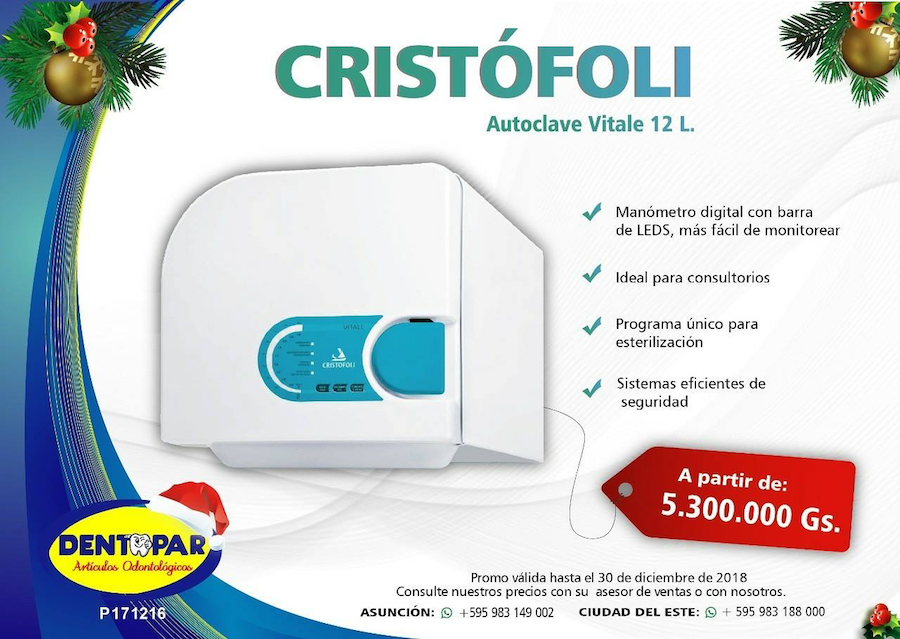 CRISTÓFOLI
Autoclave Vitale 12 L.
Manómetro digital con barra
de LEDS, más fácil de monitorear
Ideal para consultorios
Programa único para
esterilización
Sistemas eficientes de
seguridad
VITALE
CRISTÓFOLI
A partir de:
5.300.000 Gs.
DENTOPAR
Artículos Odontológicos
P171216
Promo válida hasta el 30 de diciembre de 2018
Consulte nuestros precios con su asesor de ventas o con nosotros.
ASUNCIÓN: +595 983 149 002 CIUDAD DEL ESTE: + 595 983 188 000